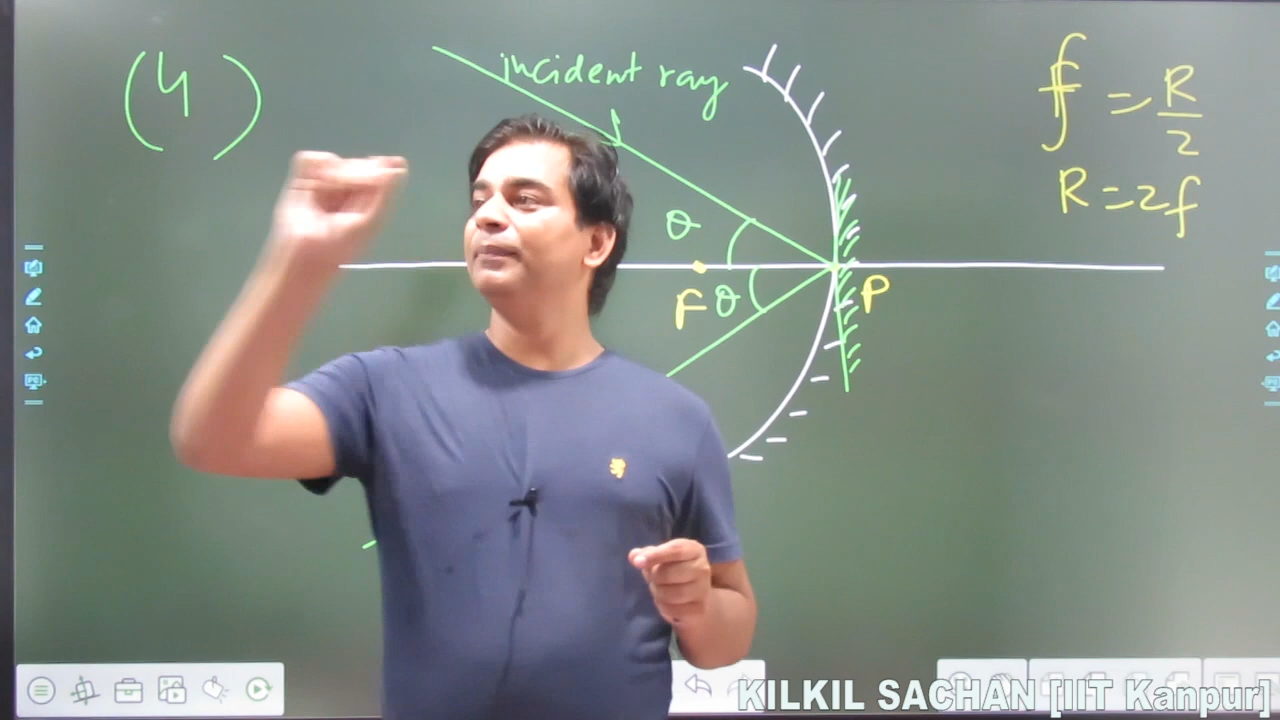 (4)
incident ray
f = R/2
R = 2f
θ
F θ
P
KILKIL SACHAN [IIT Kanpur]